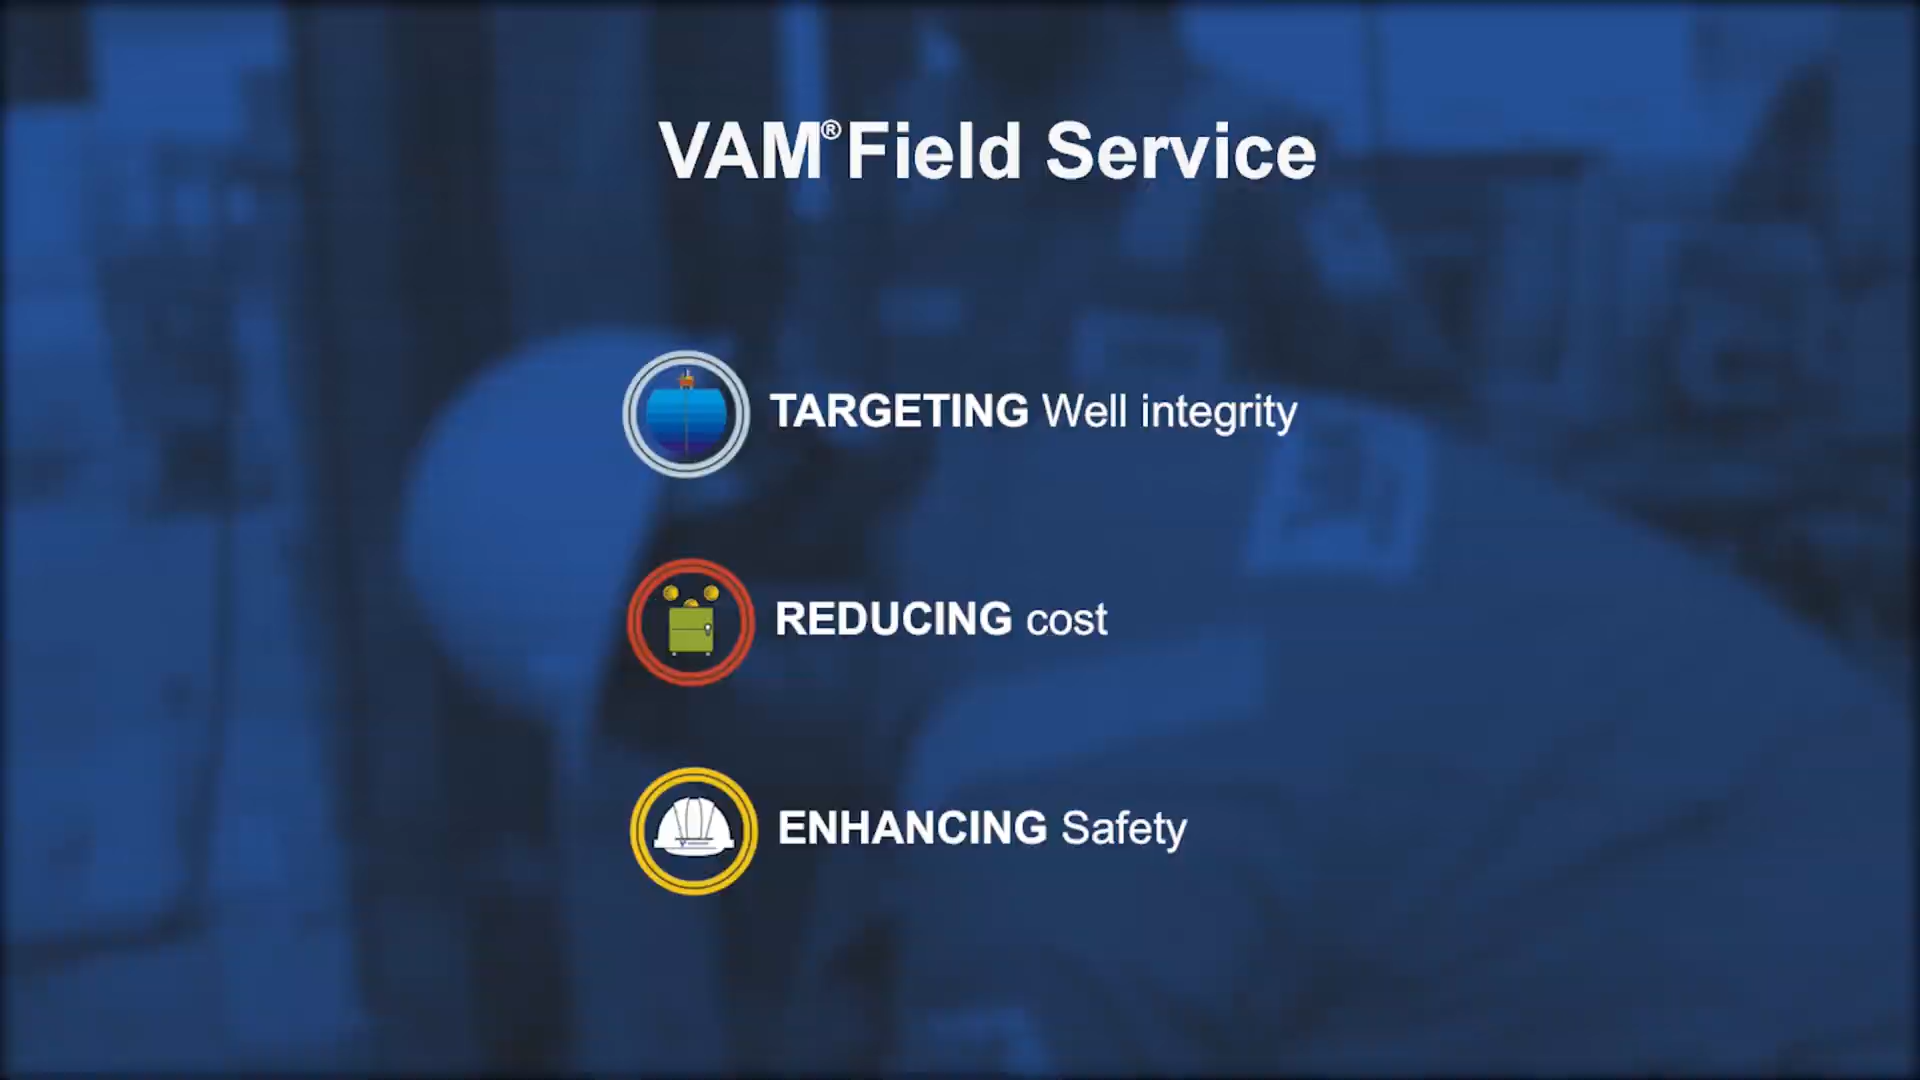 VAM® Field Service
TARGETING Well integrity
REDUCING cost
ENHANCING Safety